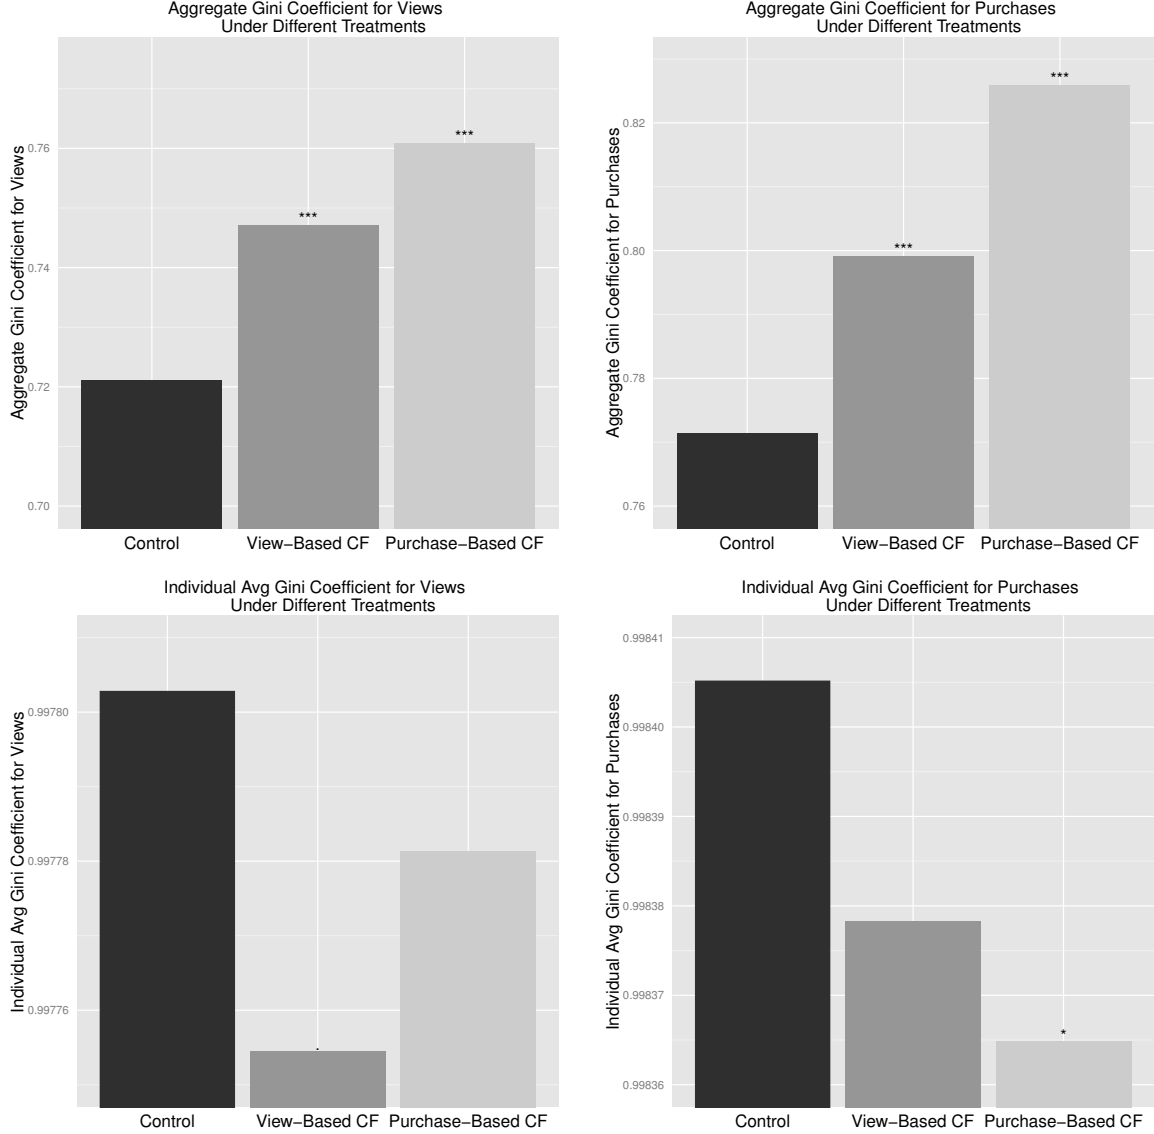 Aggregate Gini Coefficient for Views
Under Different Treatments
Aggregate Gini Coefficient for Views
0.76
0.74
0.72
0.70
***
***
Control
View−Based CF
Purchase−Based CF
Aggregate Gini Coefficient for Purchases
Under Different Treatments
Aggregate Gini Coefficient for Purchases
0.82
0.80
0.78
0.76
***
***
Control
View−Based CF
Purchase−Based CF
Individual Avg Gini Coefficient for Views
Under Different Treatments
Individual Avg Gini Coefficient for Views
0.99780
0.99778
0.99776
.
Control
View−Based CF
Purchase−Based CF
Individual Avg Gini Coefficient for Purchases
Under Different Treatments
Individual Avg Gini Coefficient for Purchases
0.99841
0.99840
0.99839
0.99838
0.99837
0.99836
*
Control
View−Based CF
Purchase−Based CF